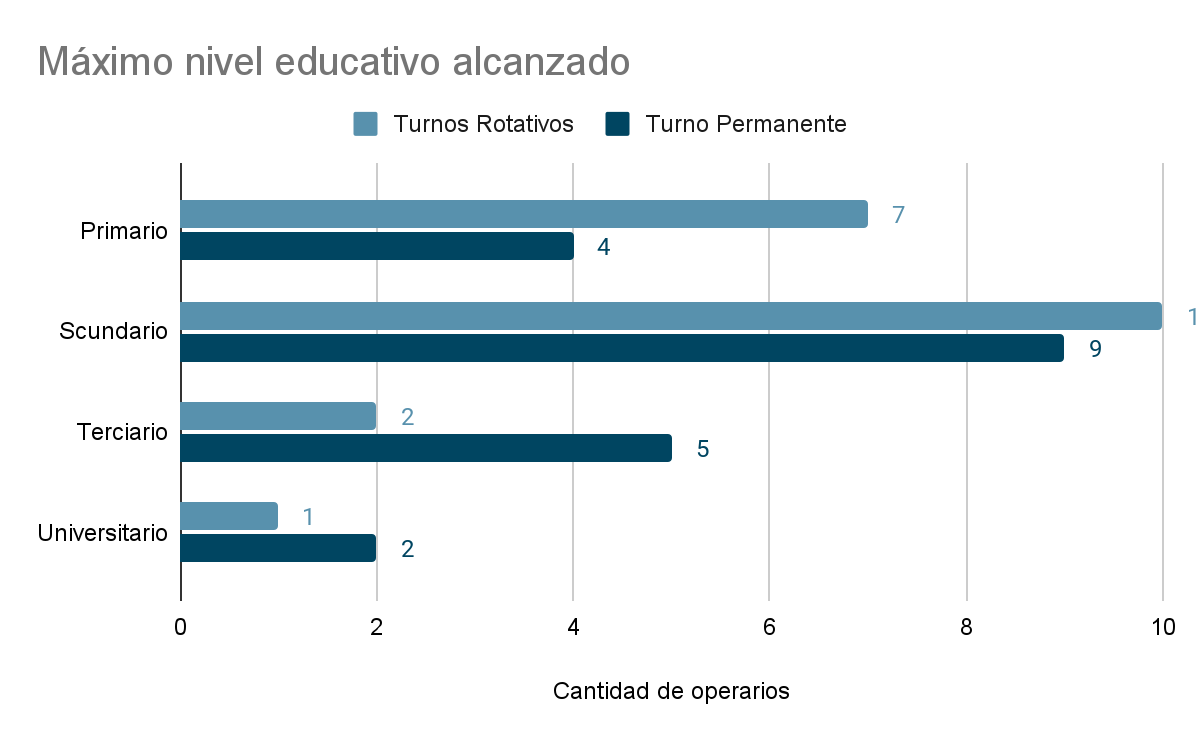 Máximo nivel educativo alcanzado
Turnos Rotativos
Turno Permanente
Primario
7
4
Scundario
1
9
Terciario
2
5
Universitario
1
2
0 2 4 6 8 10
Cantidad de operarios